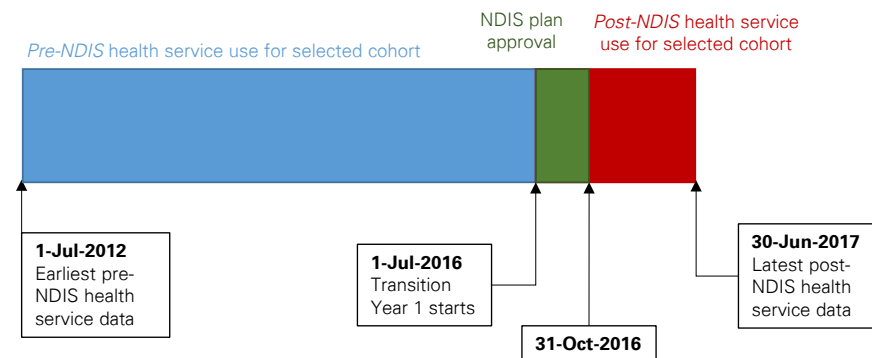 Pre-NDIS health service use for selected cohort
NDIS plan
approval
Post-NDIS health service
use for selected cohort
1-Jul-2012
Earliest pre-
NDIS health
service data
1-Jul-2016
Transition
Year 1 starts
31-Oct-2016
30-Jun-2017
Latest post-
NDIS health
service data